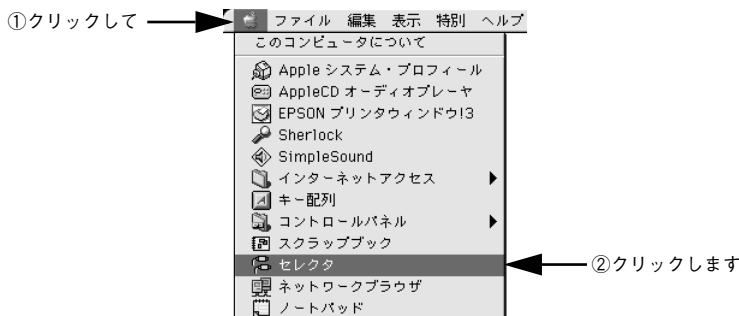 ①クリックして
ファイル 編集 表示 特別 ヘルプ
このコンピュータについて
Apple システム・プロフィール
AppleCD オーディオプレーヤ
EPSON プリンタウィンドウ!3
Sherlock
SimpleSound
インターネットアクセス
キー配列
コントロールパネル
スクラップブック
セレクタ
②クリックします
ネットワークブラウザ
ノートパッド